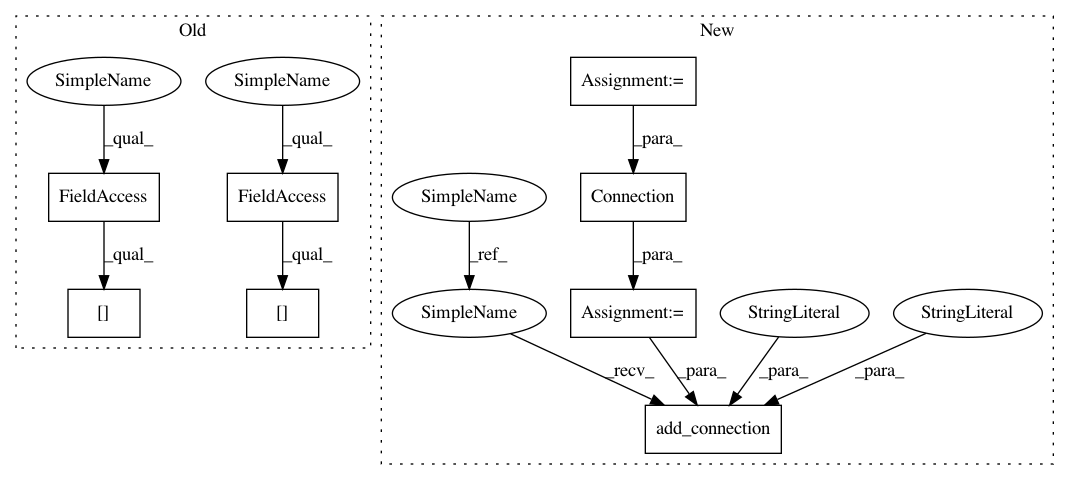 Old
New
SimpleName
SimpleName
Assignment:=
_qual_
_qual_
_para_
FieldAccess
FieldAccess
SimpleName
Connection
_qual_
_qual_
_ref_
_para_
[]
[]
SimpleName
Assignment:=
StringLiteral
StringLiteral
_recv_
_para_
_para_
_para_
add_connection